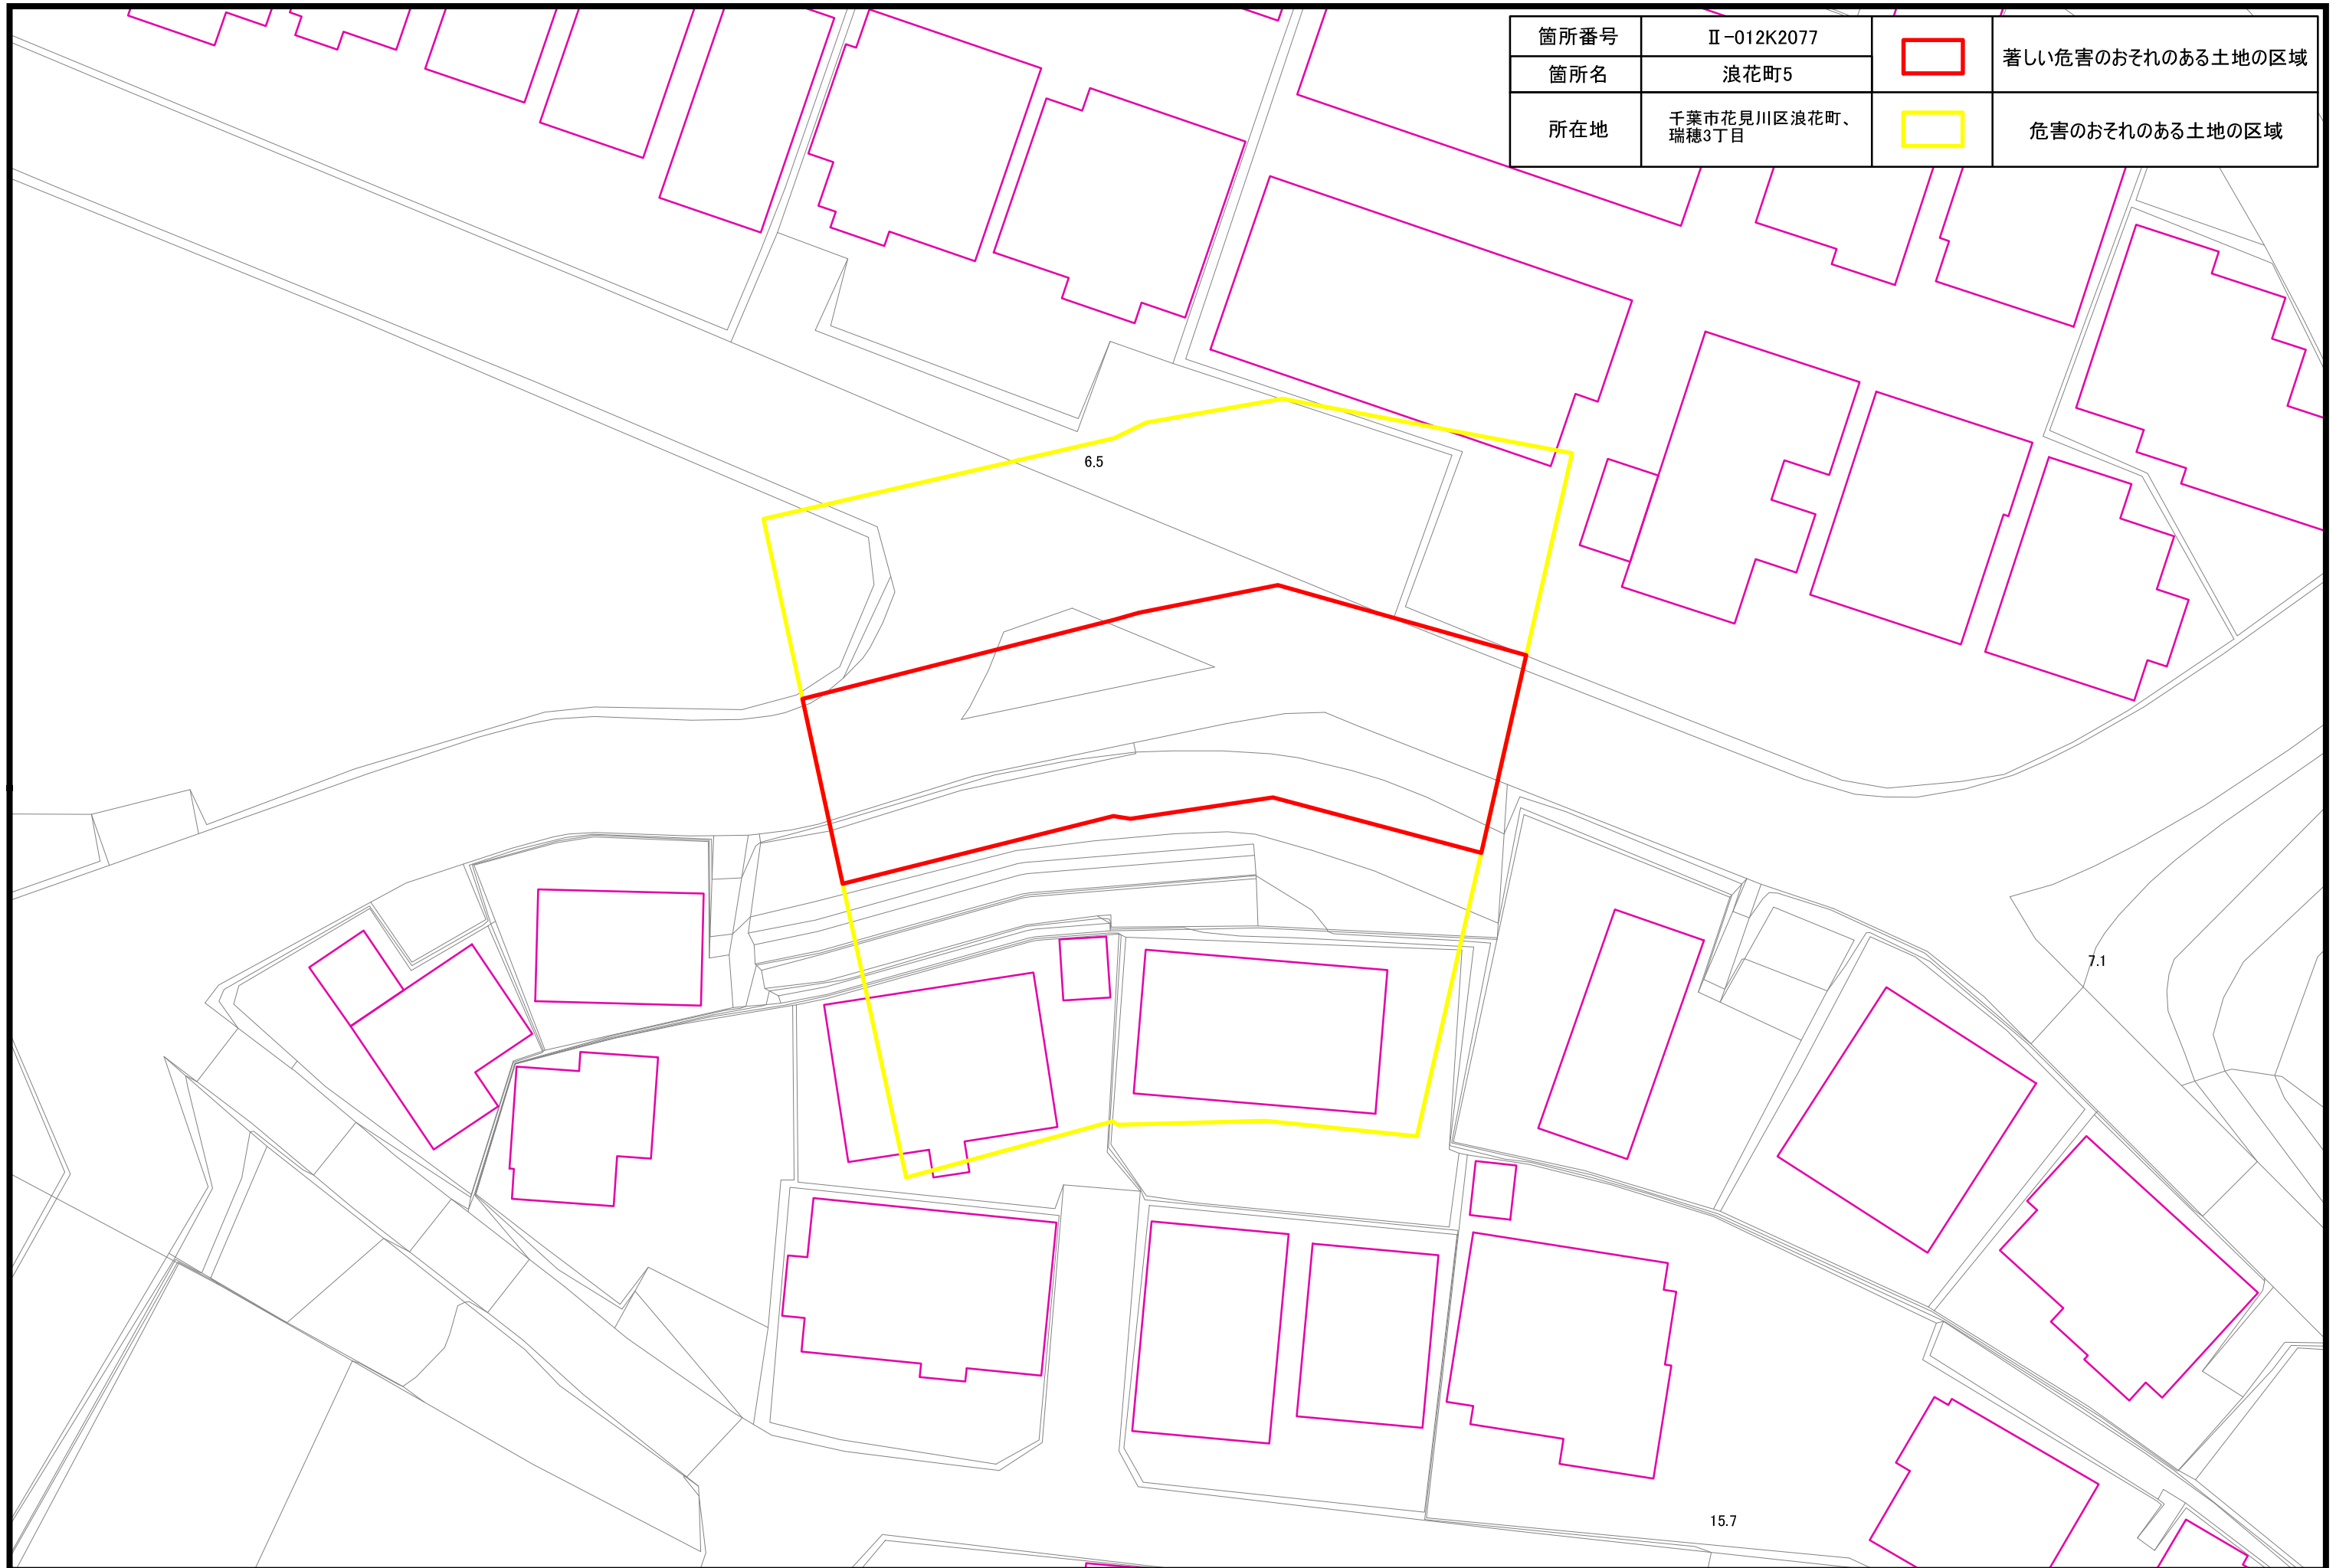 箇所番号
Ⅱ-012K2077
著しい危害のおそれのある土地の区域
箇所名
浪花町5
所在地
千葉市花見川区浪花町、
瑞穂3丁目
危害のおそれのある土地の区域
6.5
7.1
15.7